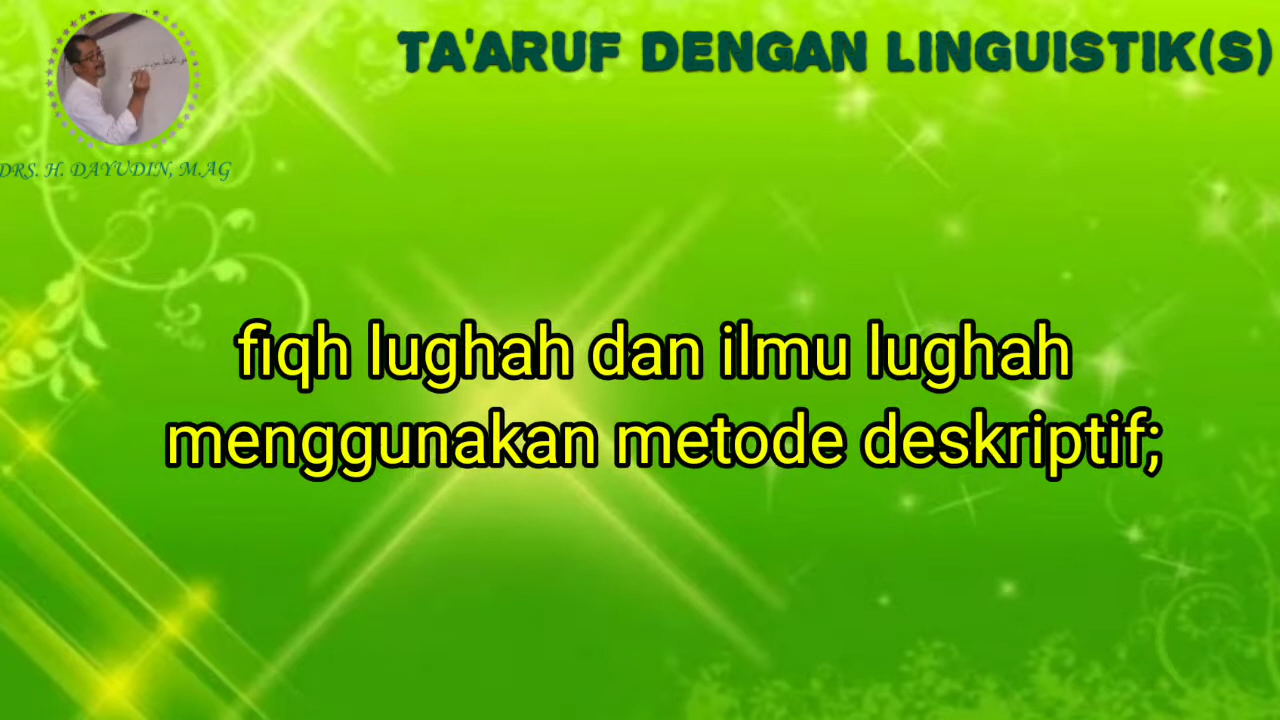 TA'ARUF DENGAN LINGUISTIK(S)
DRS. H. DAYUDIN, M.AG
fiqh lughah dan ilmu lughah
menggunakan metode deskriptif;